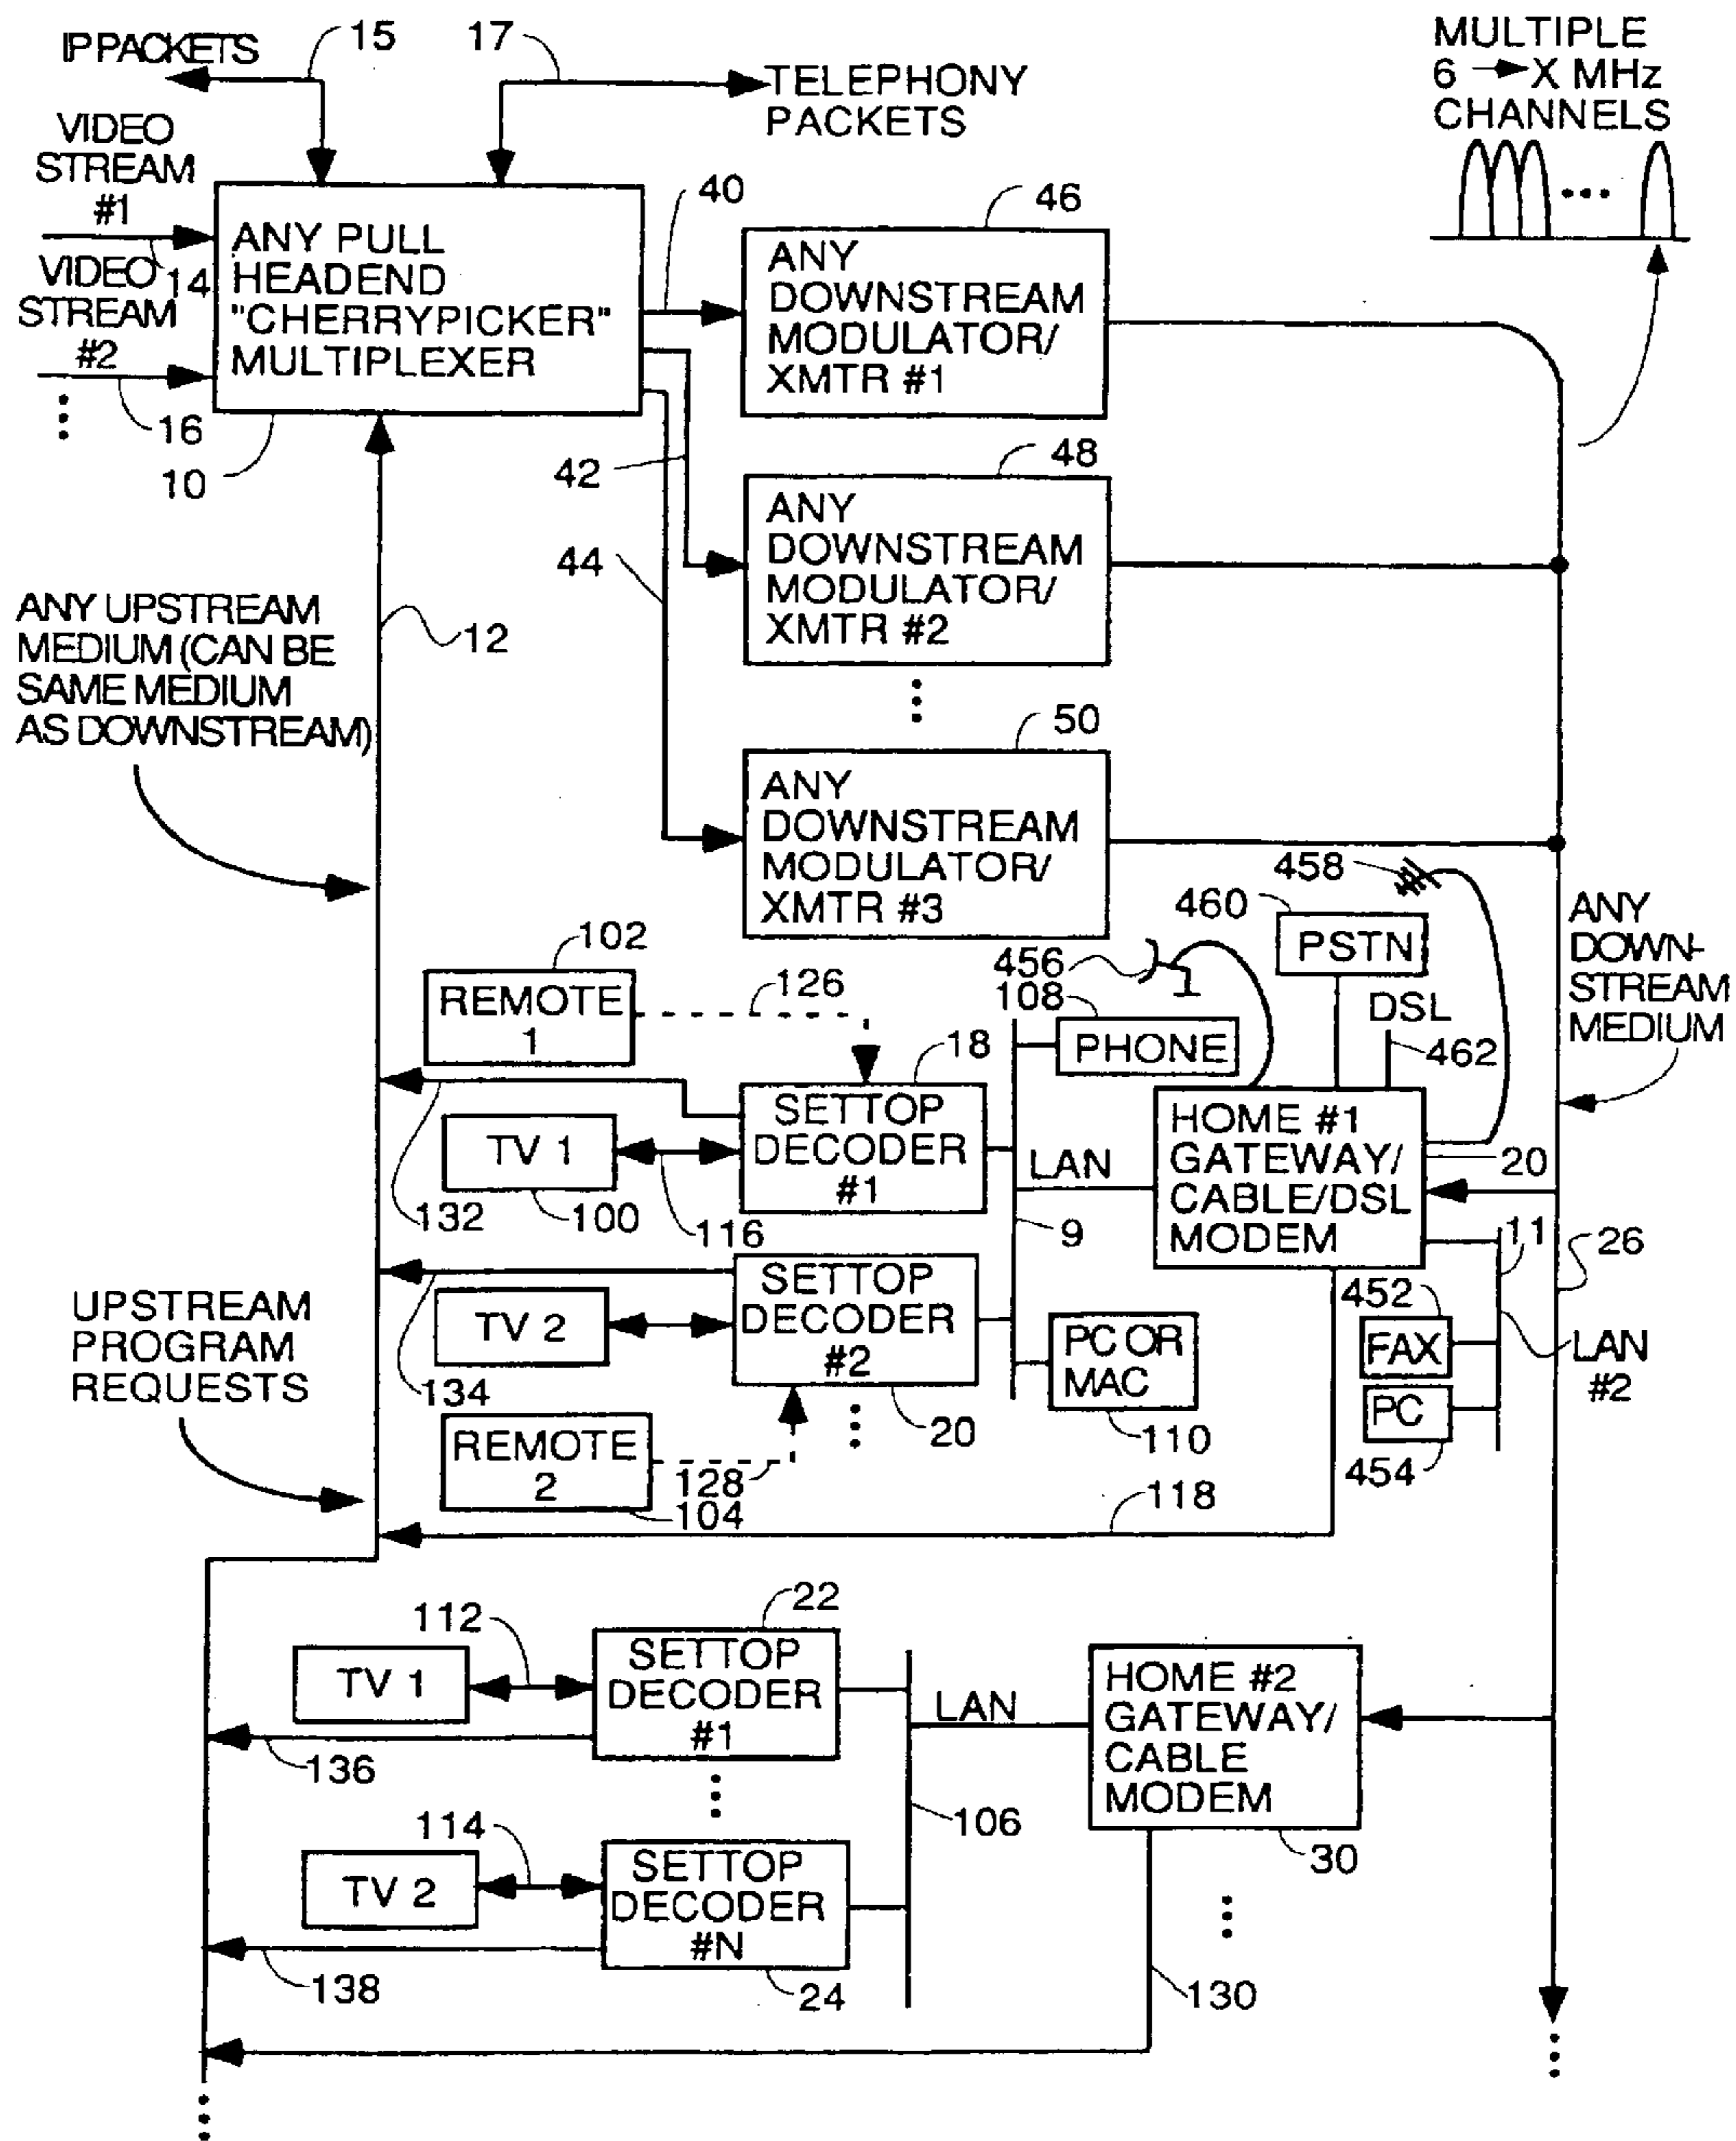 IP PACKETS
15
17
TELEPHONY
PACKETS
MULTIPLE
6 → X MHz
CHANNELS
VIDEO
STREAM
#1
14
VIDEO
STREAM
#2
16
10
ANY PULL
HEADEND
"CHERRYPICKER"
MULTIPLEXER
40
42
44
46
ANY
DOWNSTREAM
MODULATOR/
XMTR #1
48
ANY
DOWNSTREAM
MODULATOR/
XMTR #2
50
ANY
DOWNSTREAM
MODULATOR/
XMTR #3
ANY UPSTREAM
MEDIUM (CAN BE
SAME MEDIUM
AS DOWNSTREAM)
12
102
REMOTE
1
126
18
SETTOP
DECODER
#1
TV 1
100
116
132
456
108
PHONE
458
460
PSTN
DSL
462
ANY
DOWN-
STREAM
MEDIUM
HOME #1
GATEWAY/
CABLE/DSL
MODEM
20
LAN
9
11
26
452
FAX
LAN
#2
PC
454
SETTOP
DECODER
#2
TV 2
134
20
PC OR
MAC
110
UPSTREAM
PROGRAM
REQUESTS
REMOTE
2
128
104
118
112
22
TV 1
SETTOP
DECODER
#1
136
LAN
HOME #2
GATEWAY/
CABLE
MODEM
106
30
114
TV 2
SETTOP
DECODER
#N
138
24
130